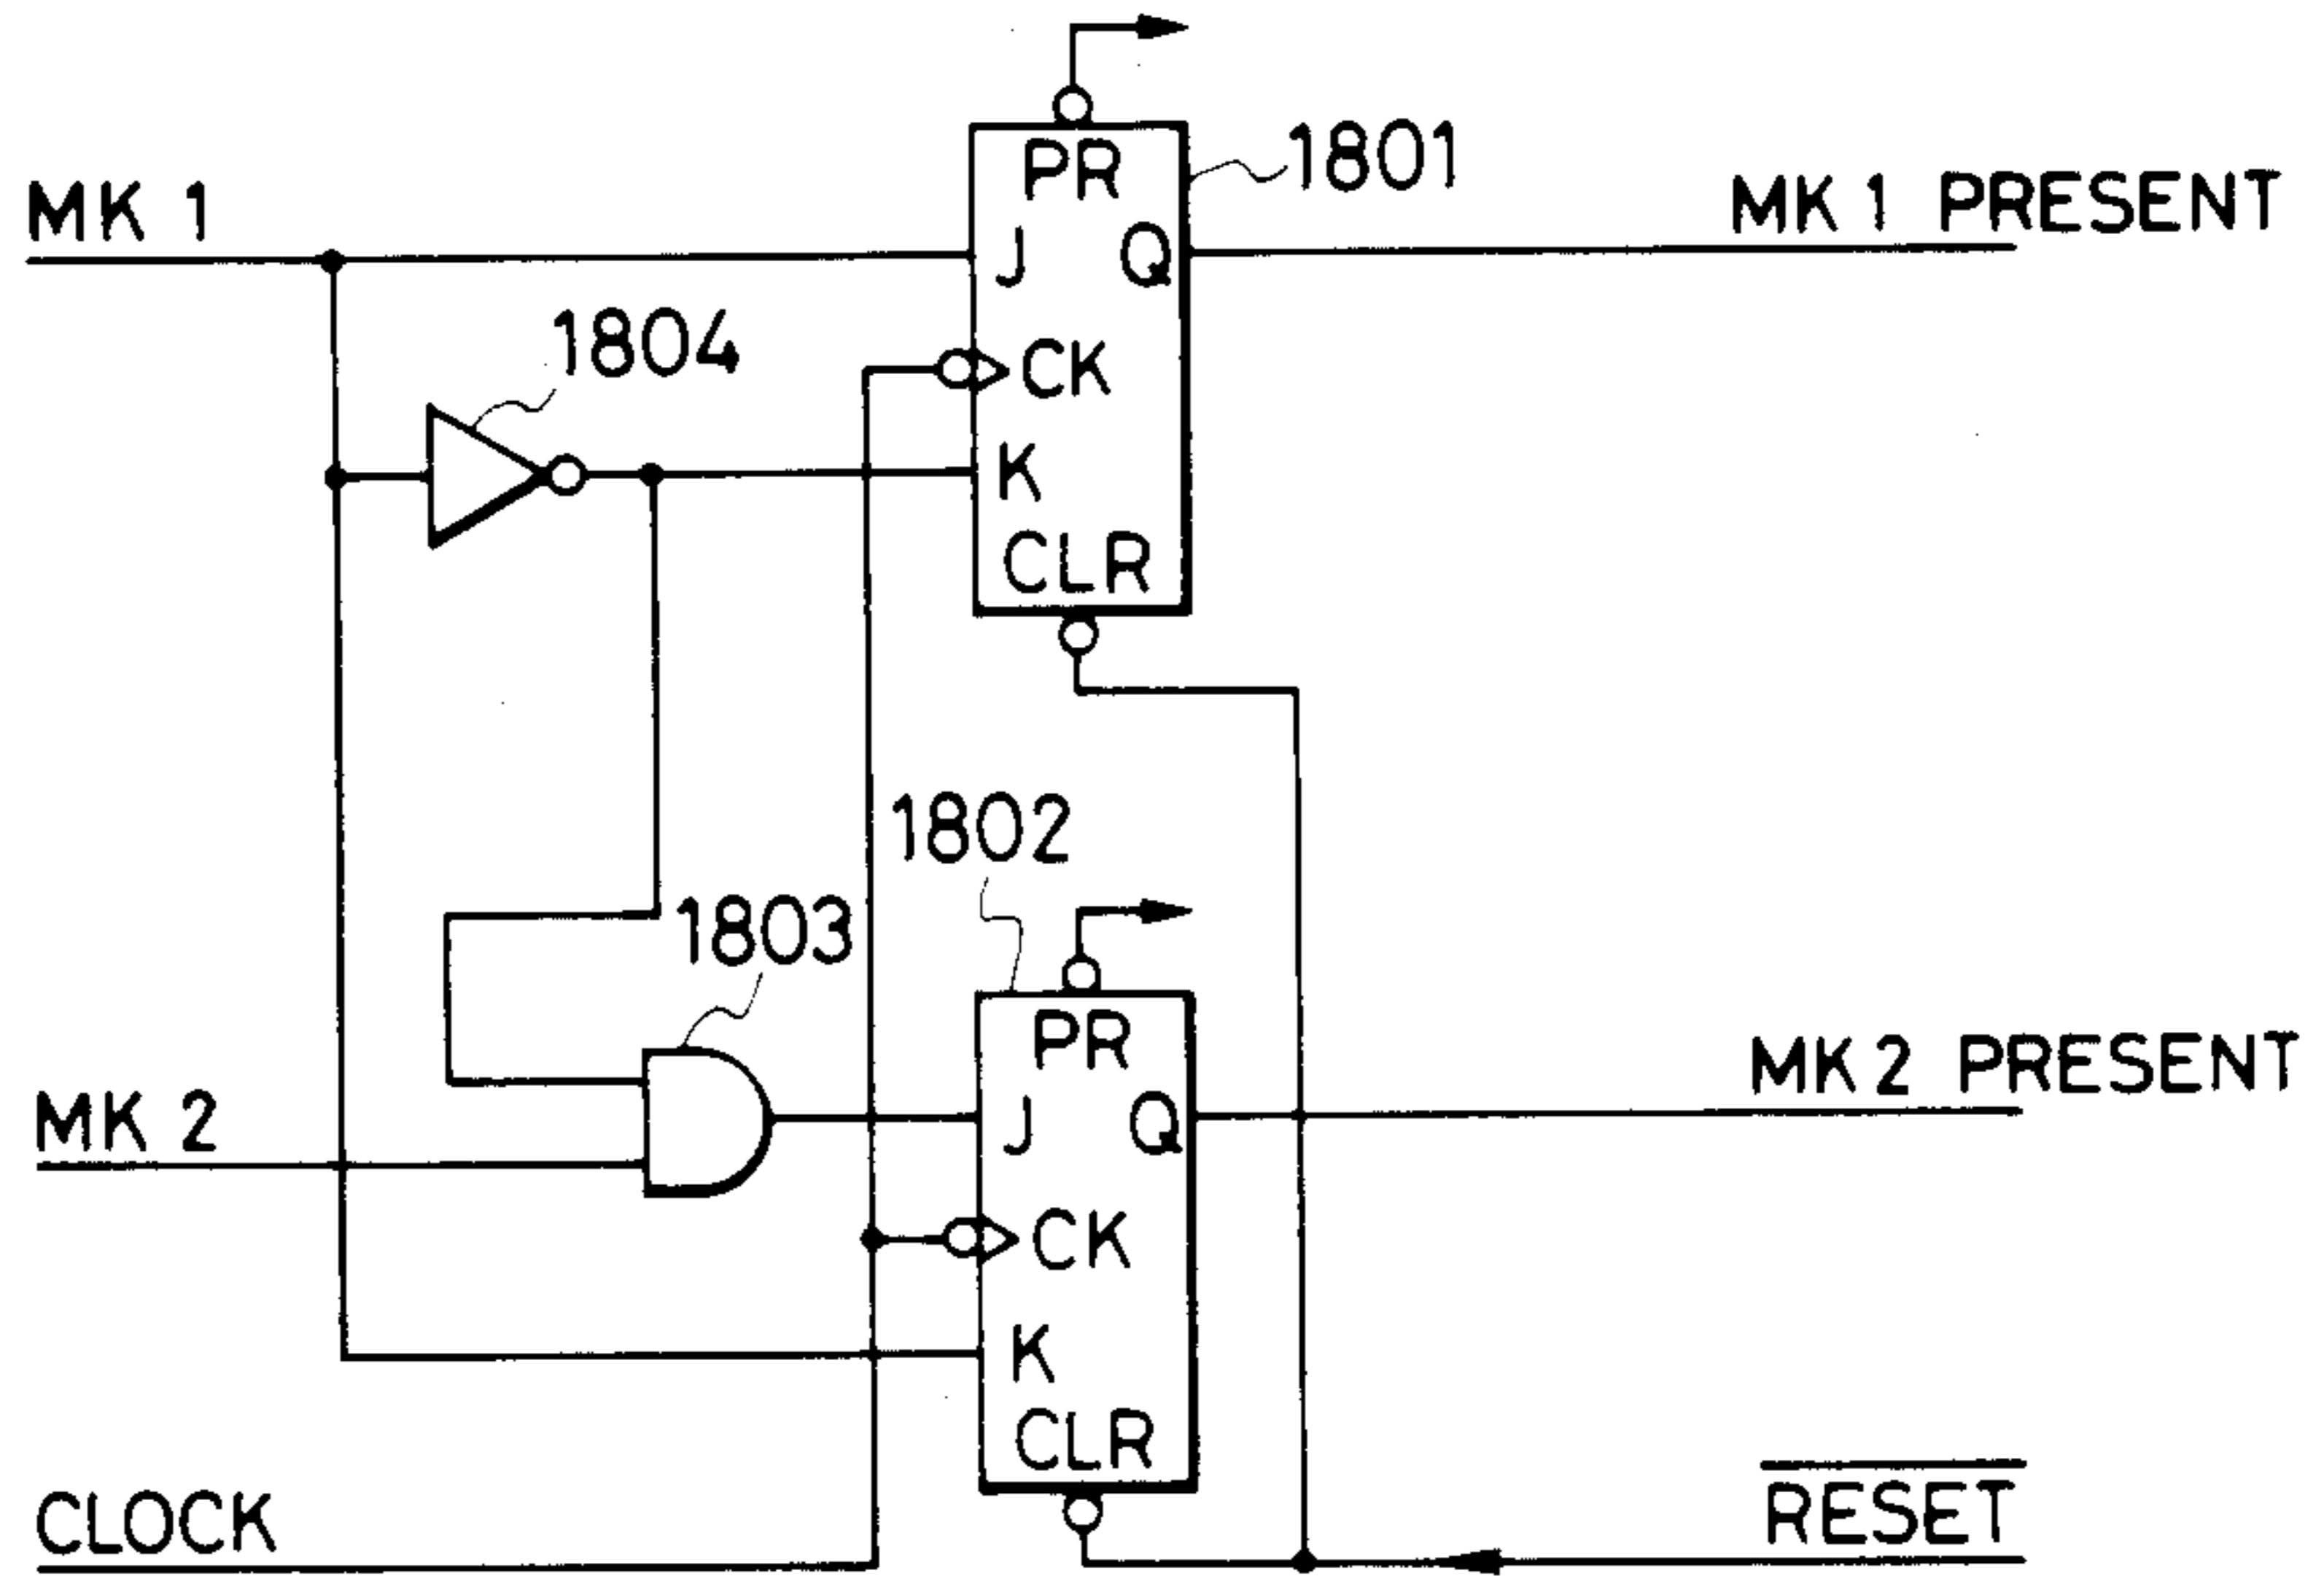 PR
1801
MK 1
J
Q
MK 1 PRESENT
1804
CK
K
CLR
1802
1803
PR
MK 2
J
Q
MK 2 PRESENT
CK
K
CLR
CLOCK
RESET